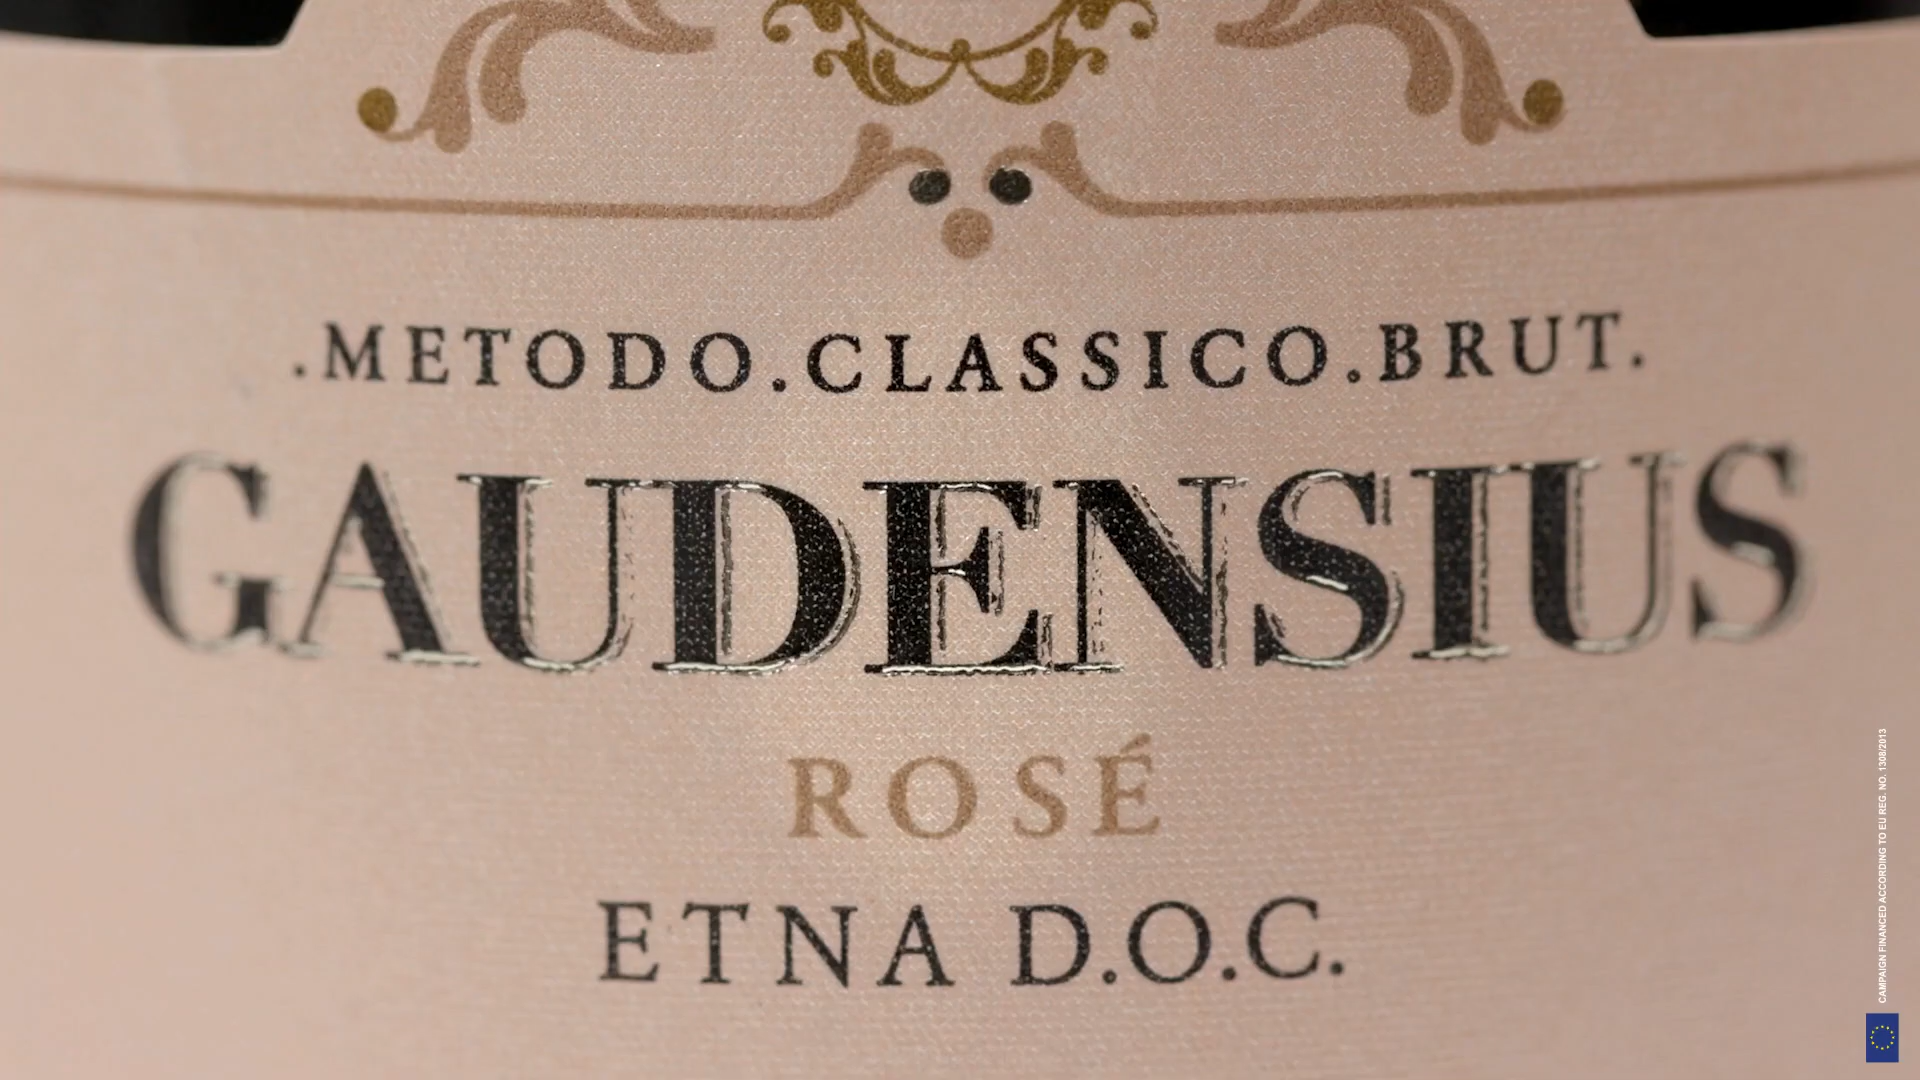 .METODO.CLASSICO.BRUT.
GAUDENSIUS
ROSÉ
ETNA D.O.C.
CAMPAIGN FINANCED ACCORDING TO EU REG. NO. 1308/2013